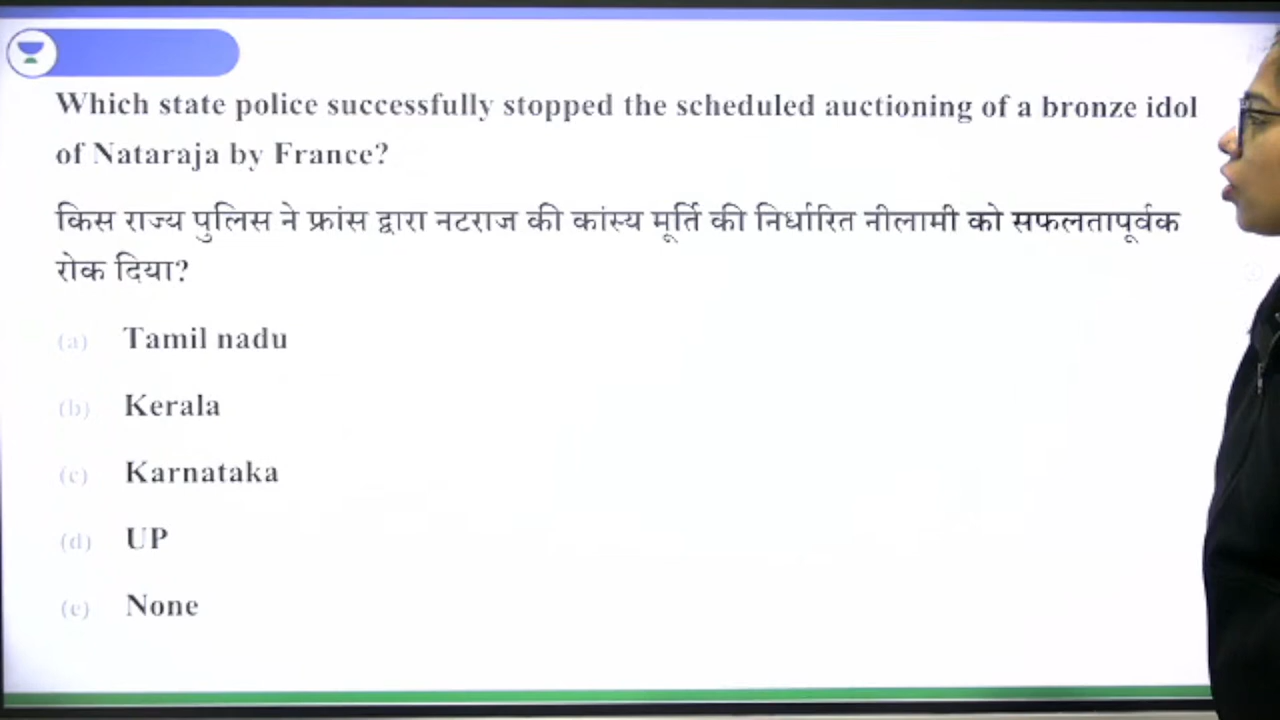 Which state police successfully stopped the scheduled auctioning of a bronze idol
of Nataraja by France?
किस राज्य पुलिस ने फ्रांस द्वारा नटराज की कांस्य मूर्ति की निर्धारित नीलामी को सफलतापूर्वक
रोक दिया?
(a) Tamil nadu
(b) Kerala
(c) Karnataka
(d) UP
(e) None